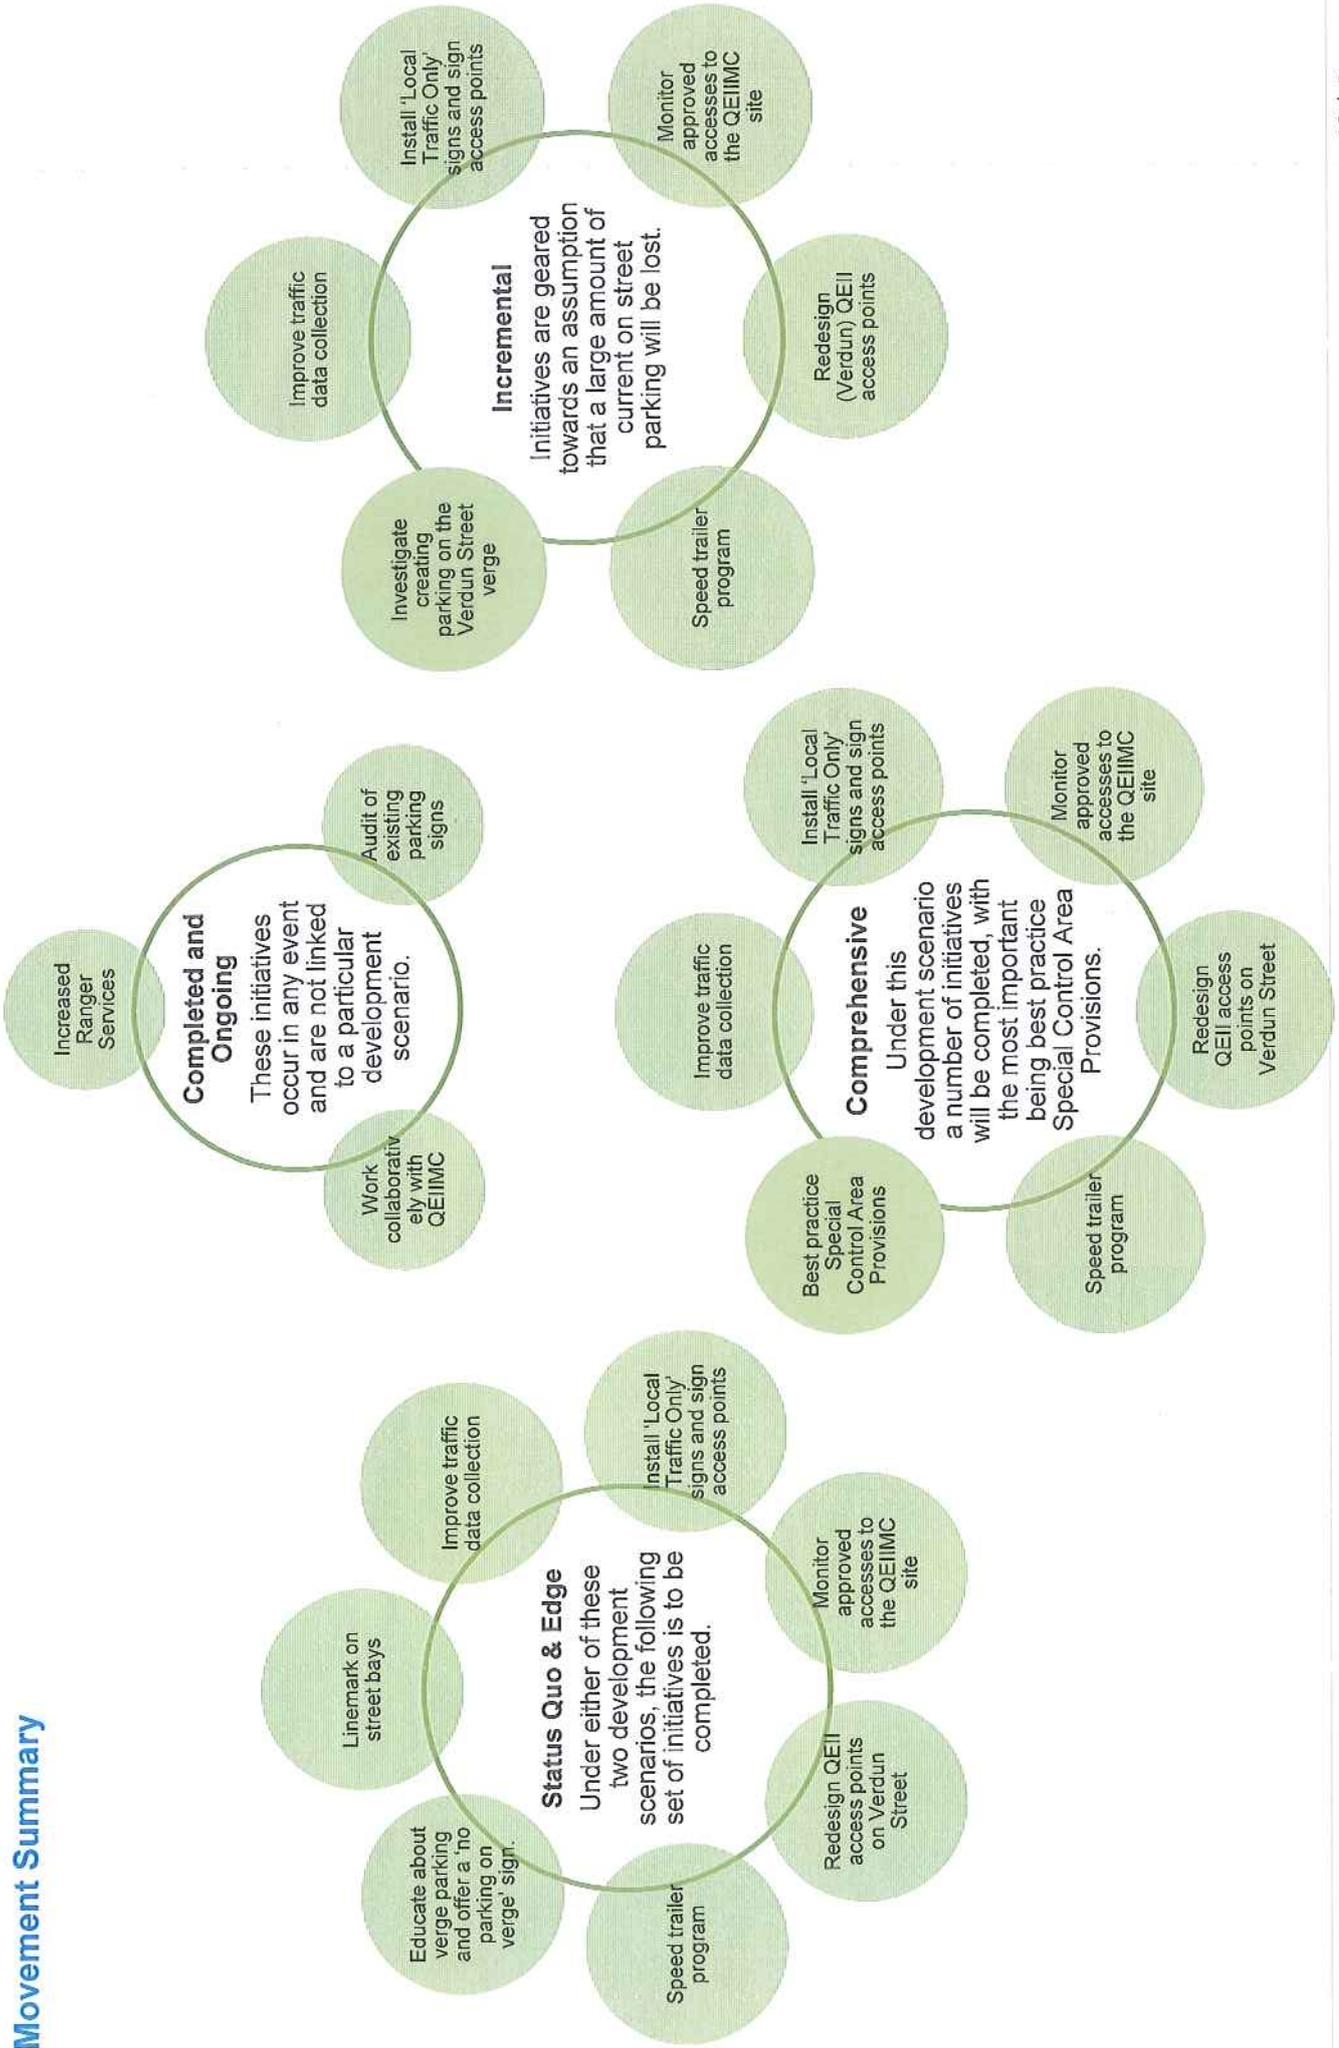 Movement Summary
Status Quo & Edge
Under either of these
two development
scenarios, the following
set of initiatives is to be
completed.
Linemark on
street bays
Improve traffic
data collection
Install 'Local
Traffic Only'
signs and sign
access points
Monitor
approved
accesses to
the QEIIMC
site
Redesign QEII
access points
on Verdun
Street
Speed trailer
program
Educate about
verge parking
and offer a 'no
parking on
verge' sign.
Completed and
Ongoing
These initiatives
occur in any event
and are not linked
to a particular
development
scenario.
Increased
Ranger
Services
Audit of
existing
parking
signs
Work
collaborativ
ely with
QEIIMC
Comprehensive
Under this
development scenario
a number of initiatives
will be completed, with
the most important
being best practice
Special Control Area
Provisions.
Improve traffic
data collection
Install 'Local
Traffic Only'
signs and sign
access points
Monitor
approved
accesses to
the QEIIMC
site
Redesign
QEII access
points on
Verdun Street
Speed trailer
program
Best practice
Special
Control Area
Provisions
Incremental
Initiatives are geared
towards an assumption
that a large amount of
current on street
parking will be lost.
Improve traffic
data collection
Install 'Local
Traffic Only'
signs and sign
access points
Monitor
approved
accesses to
the QEIIMC
site
Redesign
(Verdun) QEII
access points
Speed trailer
program
Investigate
creating
parking on the
Verdun Street
verge